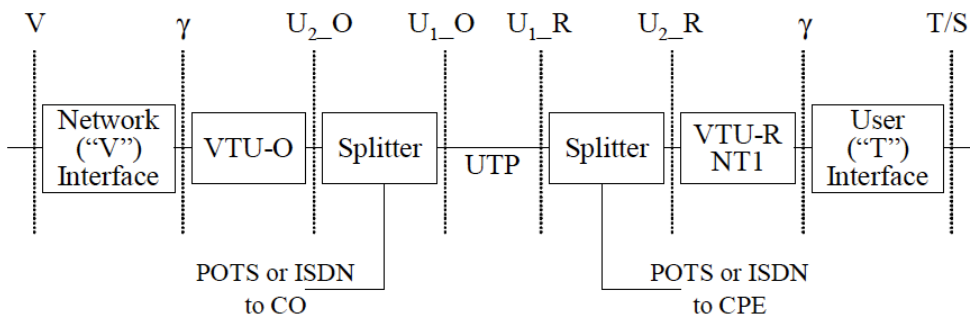 V γ U₂_O U₁_O U₁_R U₂_R γ T/S
Network
(“V”)
Interface
VTU-O
Splitter
UTP
Splitter
VTU-R
NT1
User
(“T”)
Interface
POTS or ISDN
to CO
POTS or ISDN
to CPE